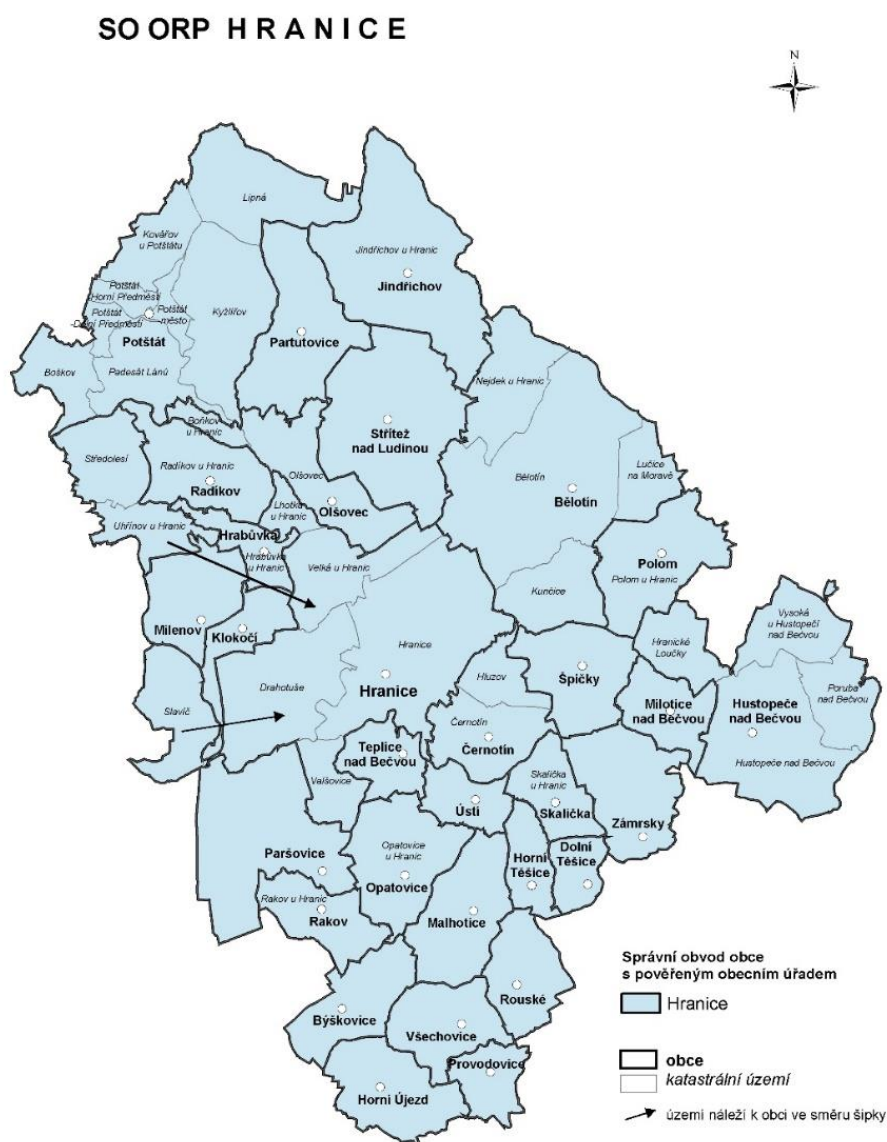 SO ORP H R A N I C E
N
Lipná
Kovářov
u Potštátu
Jindřichov u Hranic
Jindřichov
Potštát
Horní Předměstí
Potštát
-Dolní Předměstí
Potštát
-město
Kyžlířov
Partutovice
Potštát
Boškov
Padesát Lánů
Nejdek u Hranic
Boňkov
u Hranic
Střítež
nad Ludinou
Středolesí
Radíkov u Hranic
Radíkov
Olšovec
Olšovec
Lhotka
u Hranic
Bělotín
Bělotín
Lučice
na Moravě
Uhřínov u Hranic
Hrabůvka
Hrabůvka
u Hranic
Velká u Hranic
Polom
Polom u Hranic
Kunčice
Milenov
Klokočí
Hranice
Hranice
Vysoká
u Hustopečí
nad Bečvou
Hranické
Loučky
Slavíč
Drahotuše
Hluzov
Špičky
Milotice
nad Bečvou
Hustopeče
nad Bečvou
Poruba
nad Bečvou
Hustopeče nad Bečvou
Černotín
Černotín
Teplice
nad Bečvou
Valšovice
Ústí
Skalička
u Hranic
Skalička
Zámrsky
Paršovice
Opatovice
u Hranic
Opatovice
Horní
Těšice
Dolní
Těšice
Rakov u Hranic
Rakov
Malhotice
Rouské
Býškovice
Všechovice
Provodovice
Horní Újezd
Správní obvod obce
s pověřeným obecním úřadem
Hranice
obce
katastrální území
území náleží k obci ve směru šipky